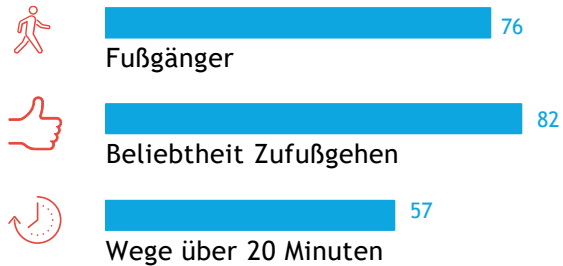 76
Fußgänger
82
Beliebtheit Zufußgehen
57
Wege über 20 Minuten